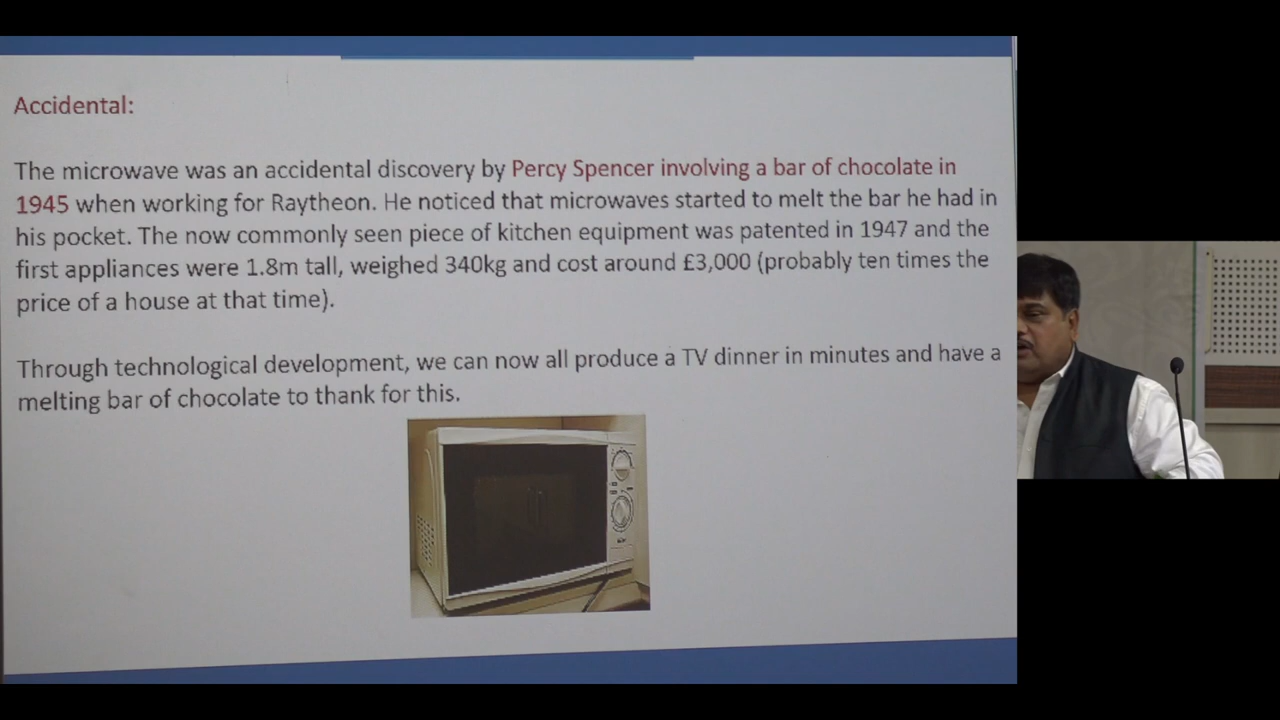 Accidental:
The microwave was an accidental discovery by Percy Spencer involving a bar of chocolate in
1945 when working for Raytheon. He noticed that microwaves started to melt the bar he had in
his pocket. The now commonly seen piece of kitchen equipment was patented in 1947 and the
first appliances were 1.8m tall, weighed 340kg and cost around £3,000 (probably ten times the
price of a house at that time).
Through technological development, we can now all produce a TV dinner in minutes and have a
melting bar of chocolate to thank for this.